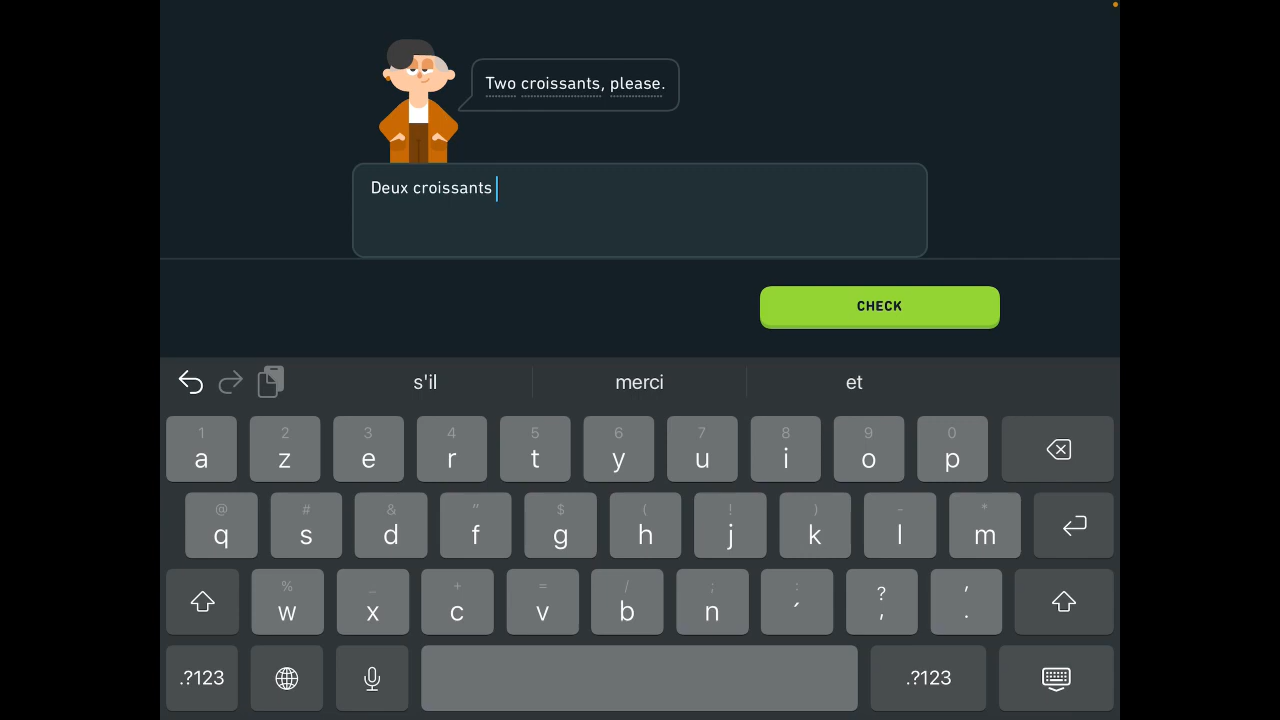 Two croissants, please.
Deux croissants
CHECK
s'il merci et
1 2 3 4 5 6 7 8 9 0
a z e r t y u i o p
@ # & " $ ( ! ) - *
q s d f g h j k l m
% _ + = / ; : ? '
w x c v b n ´ , .
.?123 .?123